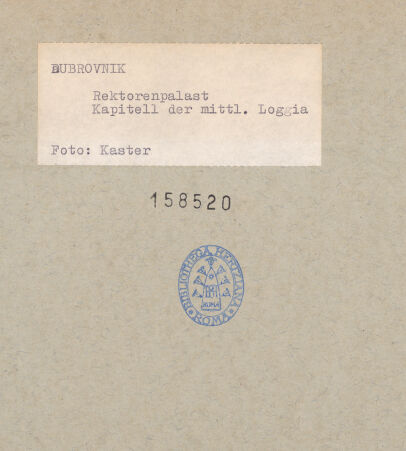 DUBROVNIK
Rektorenpalast
Kapitell der mittl. Loggia
Foto: Kaster
158520
BIBLIOTHECA HERTZIANA
ROMA